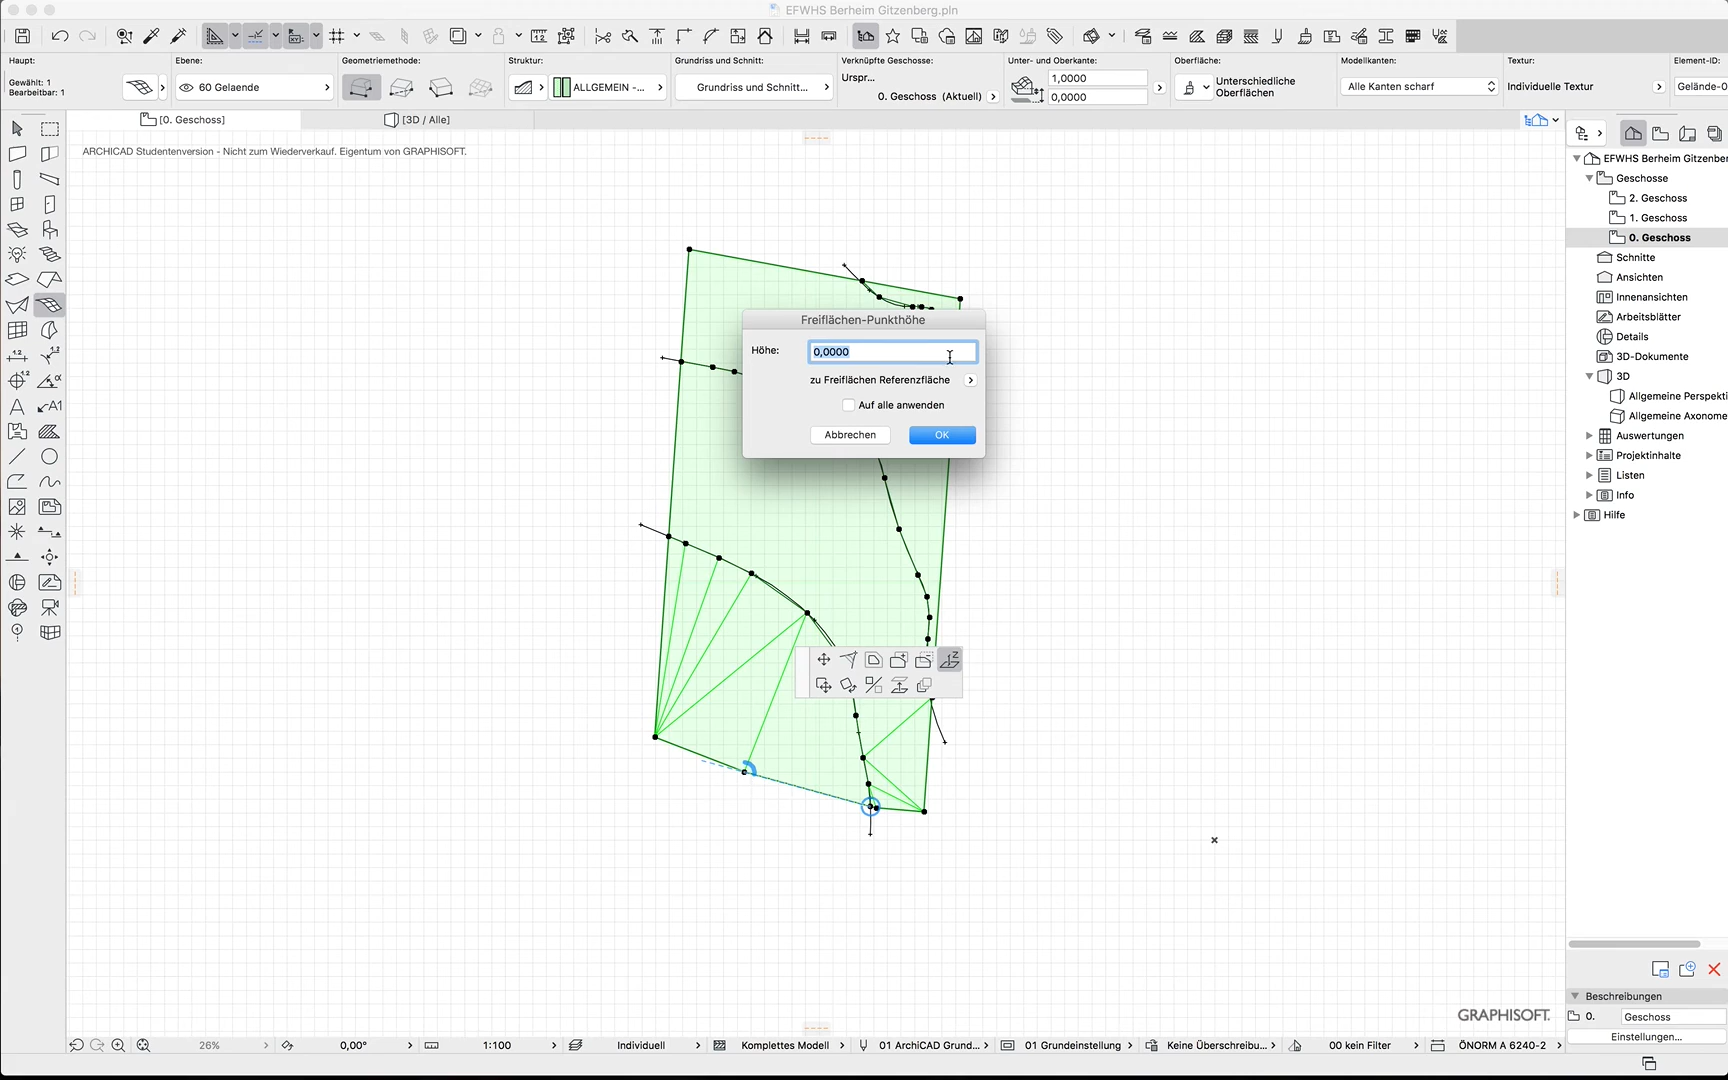 EFWHS Berheim Gitzenberg.pln
Haupt:
Ebene:
Geometriemethode:
Struktur:
Grundriss und Schnitt:
Verknüpfte Geschosse:
Unter- und Oberkante:
Oberfläche:
Modellkanten:
Textur:
Element-ID:
Gewählt: 1
Bearbeitbar: 1
60 Gelaende
ALLGEMEIN -...
Grundriss und Schnitt...
Urspr...
0. Geschoss (Aktuell)
1,0000
0,0000
Unterschiedliche
Oberflächen
Alle Kanten scharf
Individuelle Textur
Gelände-0
[0. Geschoss]
[3D / Alle]
ARCHICAD Studentenversion - Nicht zum Wiederverkauf. Eigentum von GRAPHISOFT.
EFWHS Berheim Gitzenber
Geschosse
2. Geschoss
1. Geschoss
0. Geschoss
Schnitte
Ansichten
Innenansichten
Arbeitsblätter
Details
3D-Dokumente
3D
Allgemeine Perspekti
Allgemeine Axonome
Auswertungen
Projektinhalte
Listen
Info
Hilfe
Freiflächen-Punkthöhe
Höhe:
0,0000
zu Freiflächen Referenzfläche
Auf alle anwenden
Abbrechen
OK
A1
GRAPHISOFT.
Beschreibungen
0.
Geschoss
Einstellungen...
26%
0,00°
1:100
Individuell
Komplettes Modell
01 ArchiCAD Grund...
01 Grundeinstellung
Keine Überschreibu...
00 kein Filter
ÖNORM A 6240-2